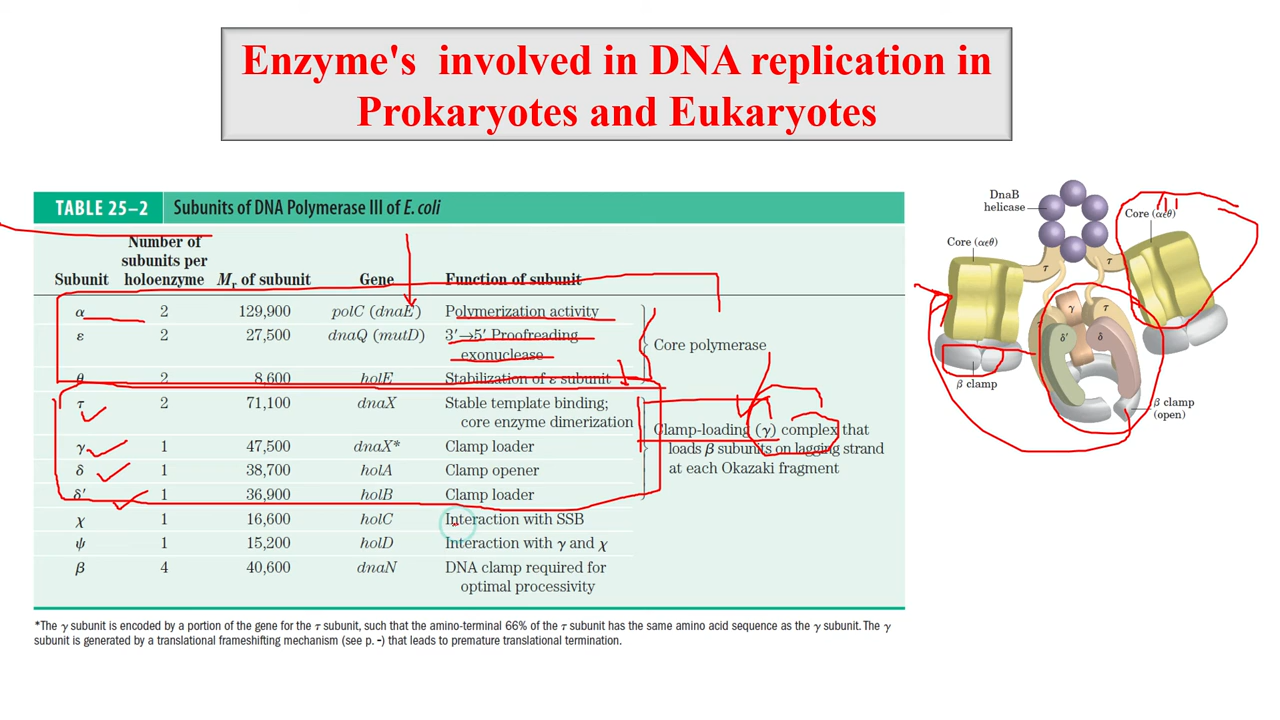 Enzyme's involved in DNA replication in
Prokaryotes and Eukaryotes
TABLE 25–2 Subunits of DNA Polymerase III of E. coli
Subunit Number of subunits per holoenzyme Mr of subunit Gene Function of subunit
α 2 129,900 polC (dnaE) Polymerization activity
ε 2 27,500 dnaQ (mutD) 3′→5′ Proofreading
exonuclease
θ 2 8,600 holE Stabilization of ε subunit
Core polymerase
τ 2 71,100 dnaX Stable template binding;
core enzyme dimerization
γ 1 47,500 dnaX* Clamp loader
δ 1 38,700 holA Clamp opener
δ′ 1 36,900 holB Clamp loader
Clamp-loading (γ) complex that
loads β subunits on lagging strand
at each Okazaki fragment
χ 1 16,600 holC Interaction with SSB
ψ 1 15,200 holD Interaction with γ and χ
β 4 40,600 dnaN DNA clamp required for
optimal processivity
*The γ subunit is encoded by a portion of the gene for the τ subunit, such that the amino-terminal 66% of the τ subunit has the same amino acid sequence as the γ subunit. The γ
subunit is generated by a translational frameshifting mechanism (see p. -) that leads to premature translational termination.
DnaB
helicase
Core (αεθ)
Core (αεθ)
τ
τ
γ
τ
τ
δ′
δ
β clamp
β clamp
(open)